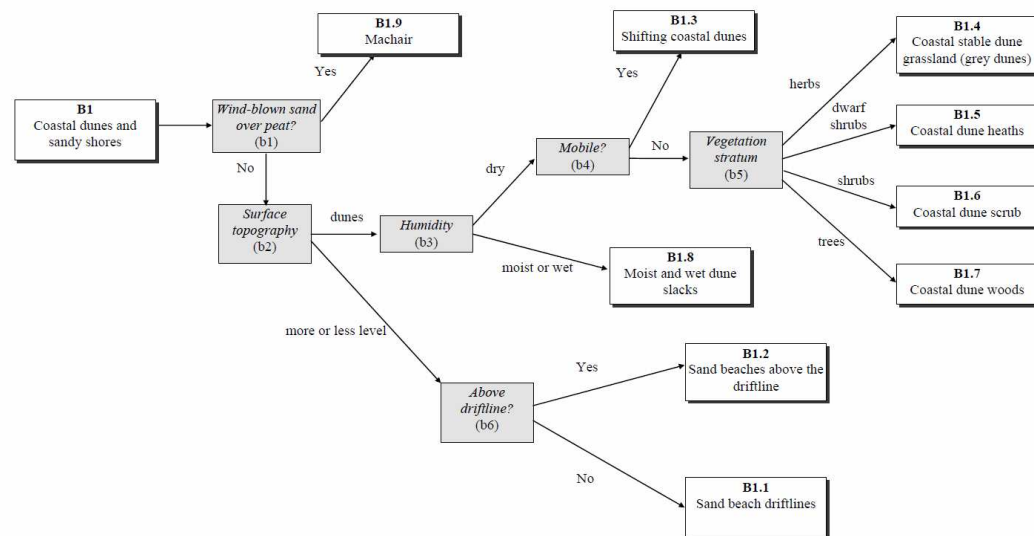 B1.9
Machair
B1.3
Shifting coastal dunes
B1.4
Coastal stable dune
grassland (grey dunes)
Yes
Yes
herbs
B1
Coastal dunes and
sandy shores
Wind-blown sand
over peat?
(b1)
dwarf
shrubs
B1.5
Coastal dune heaths
Mobile?
(b4)
No
Vegetation
stratum
(b5)
No
dry
shrubs
B1.6
Coastal dune scrub
Surface
topography
(b2)
dunes
Humidity
(b3)
trees
moist or wet
B1.8
Moist and wet dune
slacks
B1.7
Coastal dune woods
more or less level
B1.2
Sand beaches above the
driftline
Yes
Above
driftline?
(b6)
No
B1.1
Sand beach driftlines